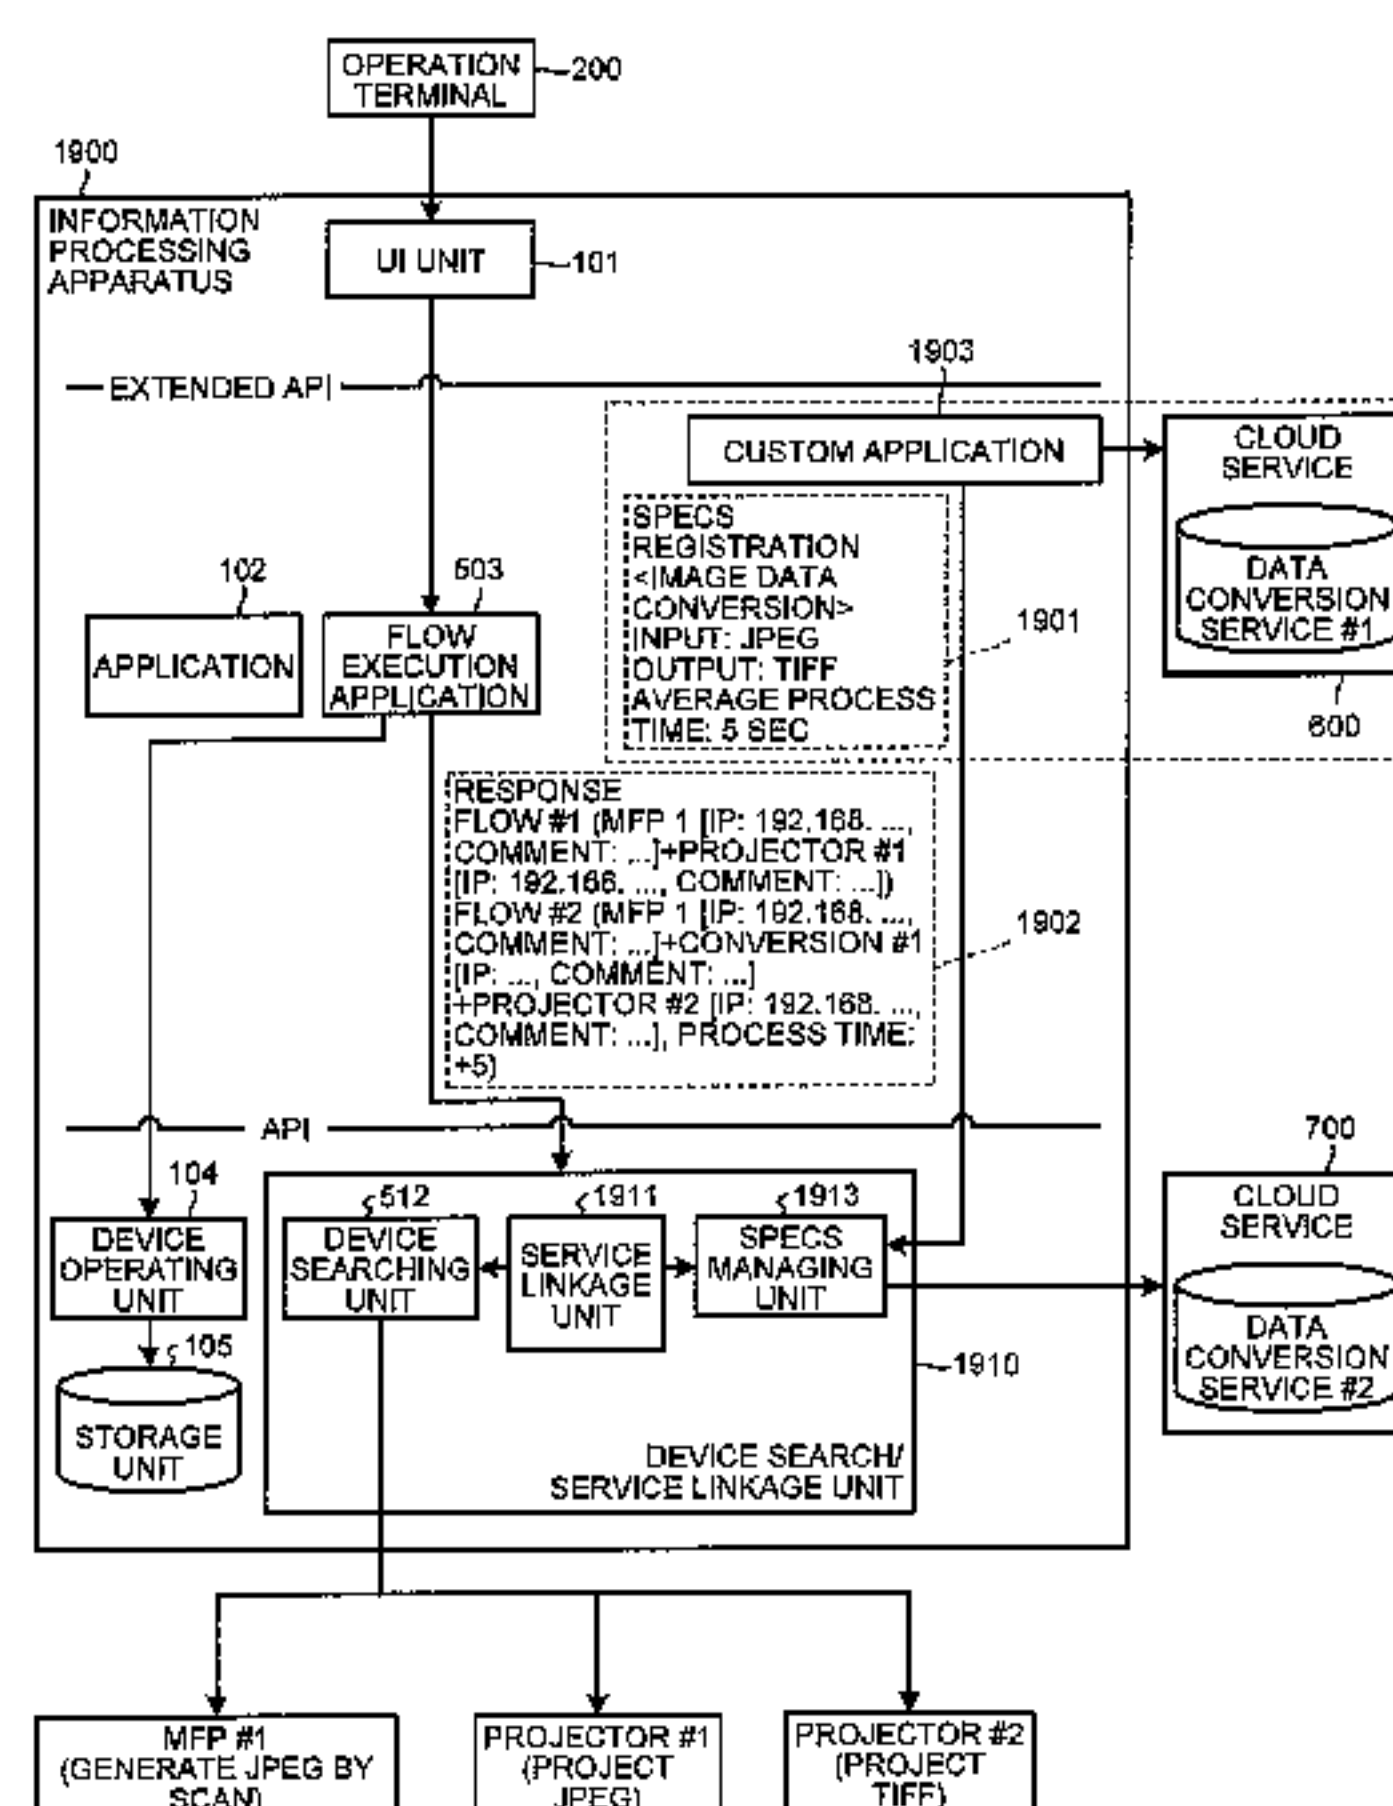 OPERATION
TERMINAL
200
1900
INFORMATION
PROCESSING
APPARATUS
UI UNIT
101
EXTENDED API
1903
CUSTOM APPLICATION
CLOUD
SERVICE
DATA
CONVERSION
SERVICE #1
600
SPECS
REGISTRATION
<IMAGE DATA
CONVERSION>
INPUT: JPEG
OUTPUT: TIFF
AVERAGE PROCESS
TIME: 5 SEC
1901
102
APPLICATION
503
FLOW
EXECUTION
APPLICATION
RESPONSE
FLOW #1 (MFP 1 [IP: 192.168. ...,
COMMENT: ...]+PROJECTOR #1
[IP: 192.168. ..., COMMENT: ...])
FLOW #2 (MFP 1 [IP: 192.168. ...,
COMMENT: ...]+CONVERSION #1
[IP: ..., COMMENT: ...]
+PROJECTOR #2 [IP: 192.168. ...,
COMMENT: ...], PROCESS TIME:
+5)
1902
API
104
DEVICE
OPERATING
UNIT
105
STORAGE
UNIT
512
DEVICE
SEARCHING
UNIT
1911
SERVICE
LINKAGE
UNIT
1913
SPECS
MANAGING
UNIT
1910
DEVICE SEARCH/
SERVICE LINKAGE UNIT
700
CLOUD
SERVICE
DATA
CONVERSION
SERVICE #2
MFP #1
(GENERATE JPEG BY
SCAN)
PROJECTOR #1
(PROJECT
JPEG)
PROJECTOR #2
(PROJECT
TIFF)